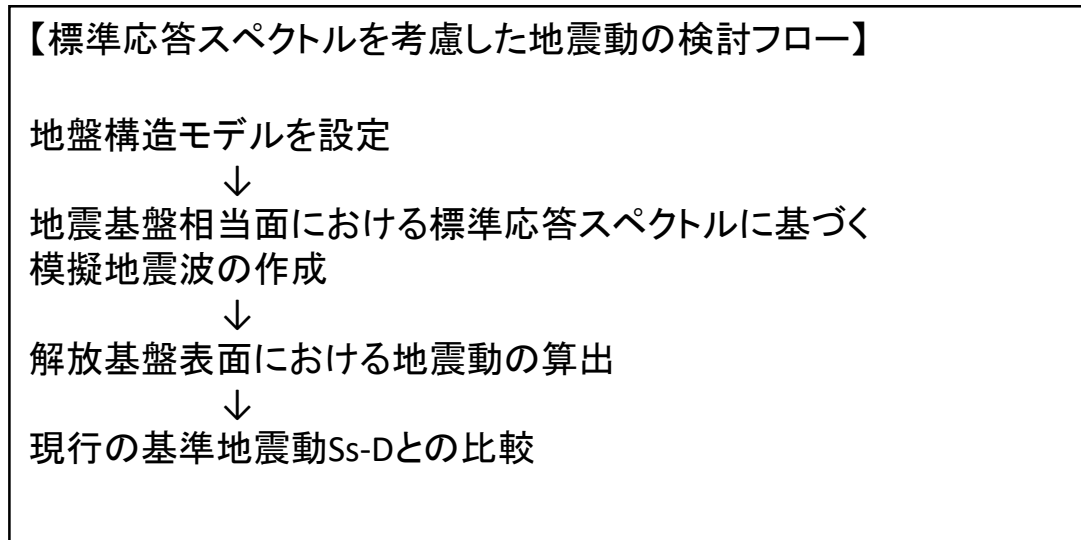 【標準応答スペクトルを考慮した地震動の検討フロー】
地盤構造モデルを設定
↓
地震基盤相当面における標準応答スペクトルに基づく
模擬地震波の作成
↓
解放基盤表面における地震動の算出
↓
現行の基準地震動Ss-Dとの比較